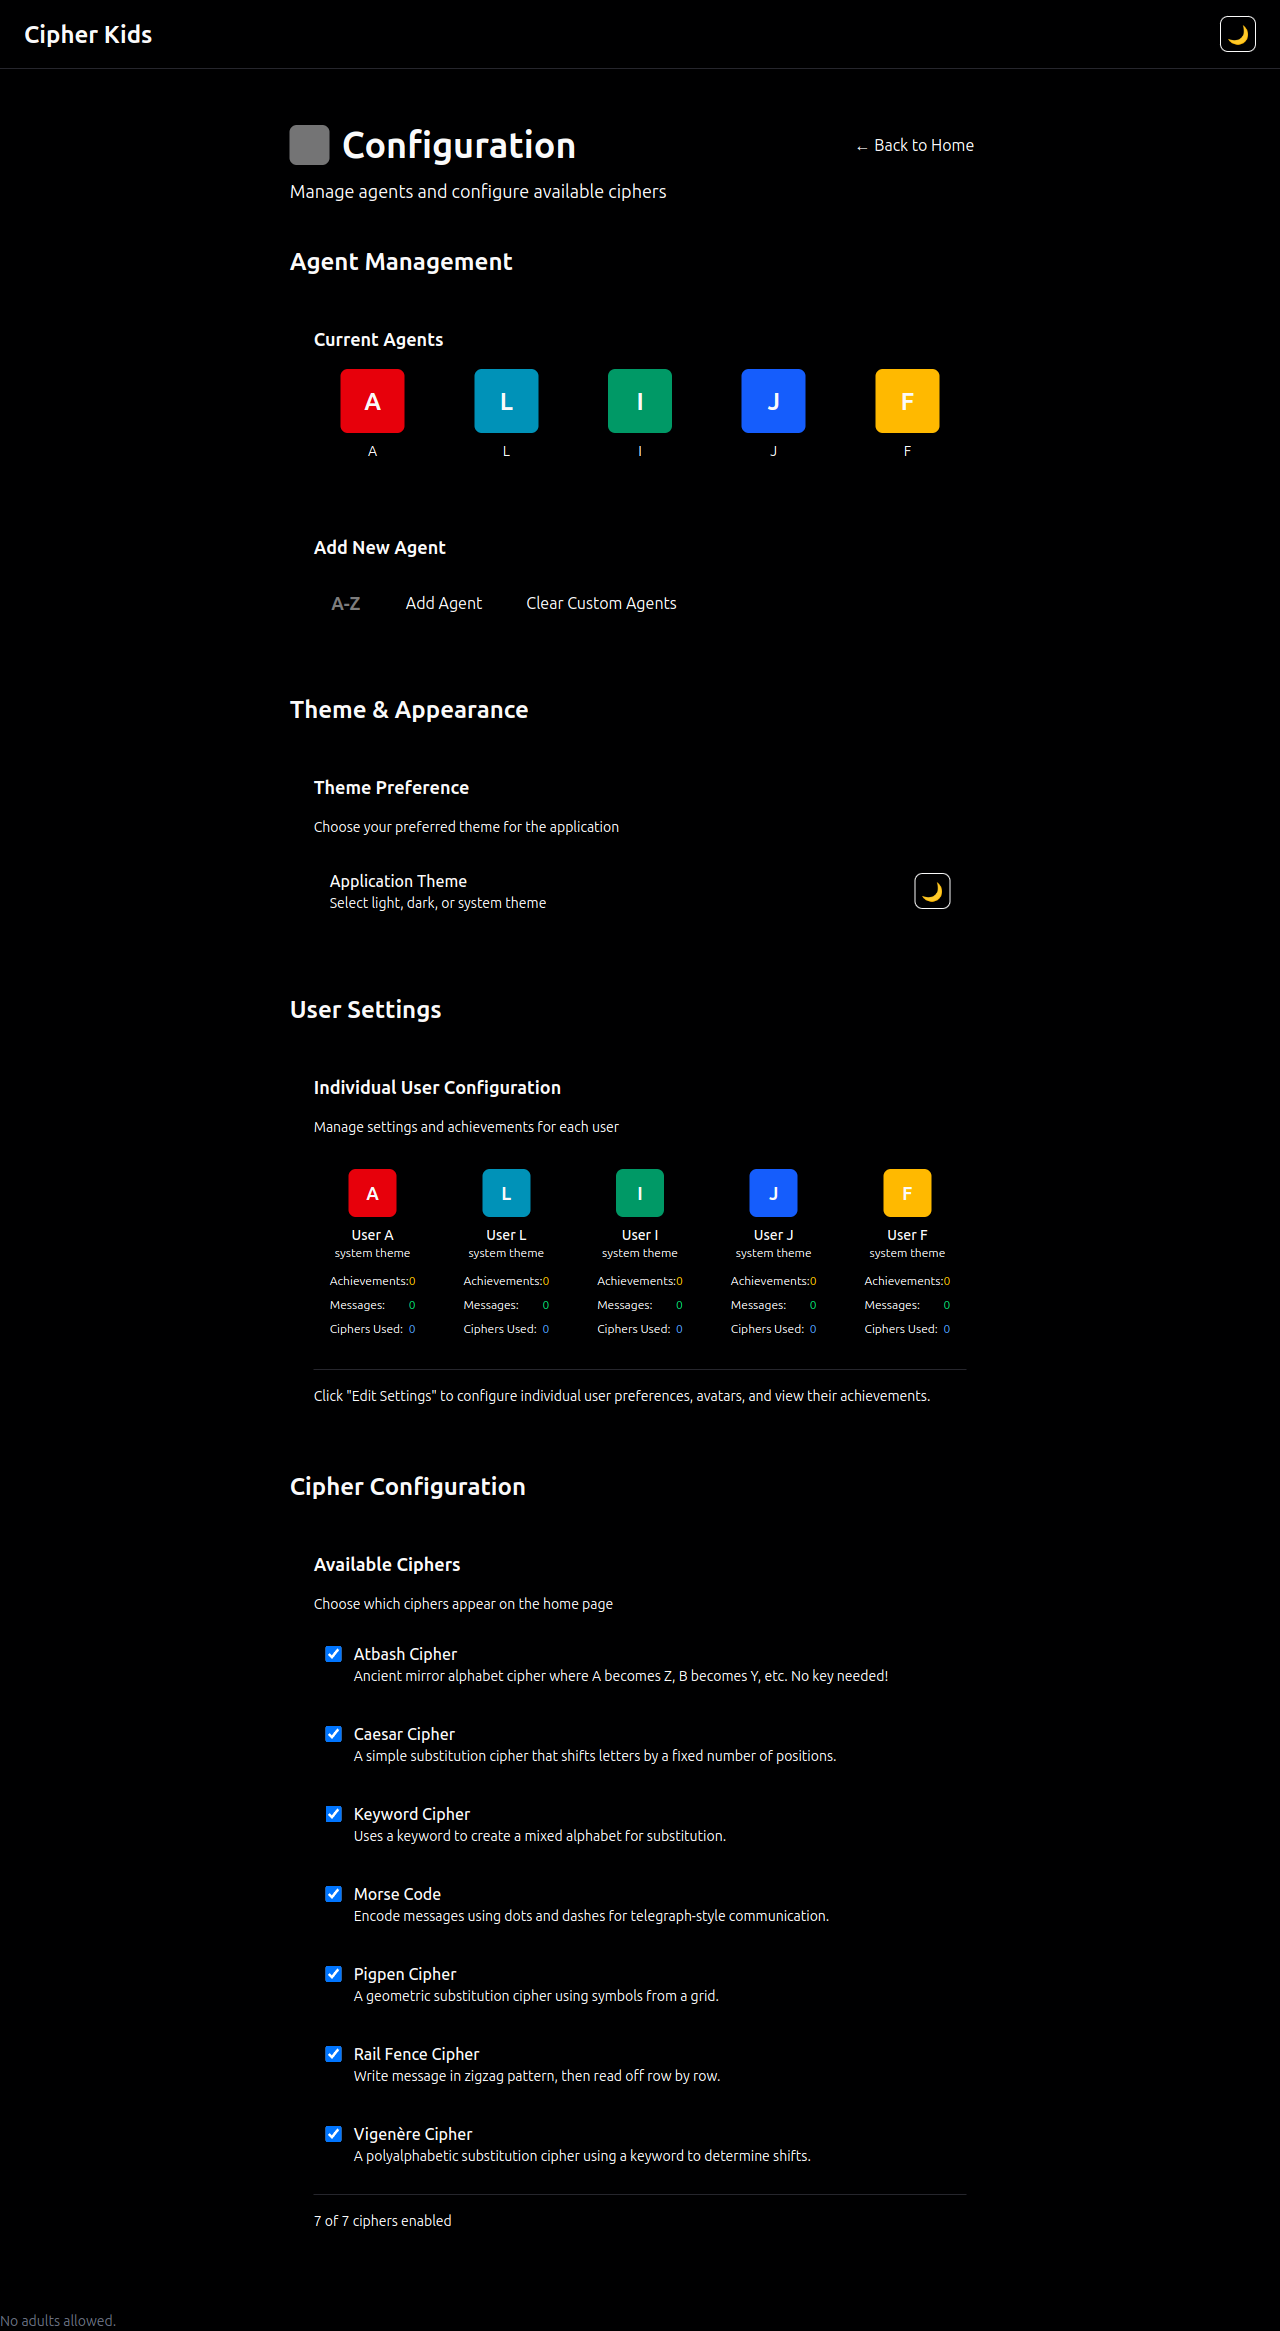 Cipher Kids
Configuration
← Back to Home
Manage agents and configure available ciphers
Agent Management
Current Agents
A L I J F
A L I J F
Add New Agent
A-Z Add Agent Clear Custom Agents
Theme & Appearance
Theme Preference
Choose your preferred theme for the application
Application Theme
Select light, dark, or system theme
User Settings
Individual User Configuration
Manage settings and achievements for each user
A L I J F
User A User L User I User J User F
system theme system theme system theme system theme system theme
Achievements:0 Achievements:0 Achievements:0 Achievements:0 Achievements:0
Messages: 0 Messages: 0 Messages: 0 Messages: 0 Messages: 0
Ciphers Used: 0 Ciphers Used: 0 Ciphers Used: 0 Ciphers Used: 0 Ciphers Used: 0
Click "Edit Settings" to configure individual user preferences, avatars, and view their achievements.
Cipher Configuration
Available Ciphers
Choose which ciphers appear on the home page
Atbash Cipher
Ancient mirror alphabet cipher where A becomes Z, B becomes Y, etc. No key needed!
Caesar Cipher
A simple substitution cipher that shifts letters by a fixed number of positions.
Keyword Cipher
Uses a keyword to create a mixed alphabet for substitution.
Morse Code
Encode messages using dots and dashes for telegraph-style communication.
Pigpen Cipher
A geometric substitution cipher using symbols from a grid.
Rail Fence Cipher
Write message in zigzag pattern, then read off row by row.
Vigenère Cipher
A polyalphabetic substitution cipher using a keyword to determine shifts.
7 of 7 ciphers enabled
No adults allowed.